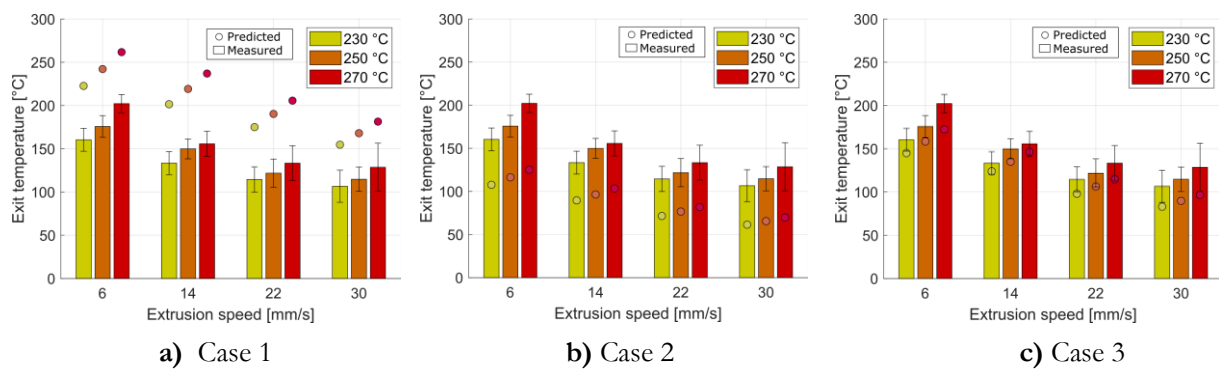 300
250
200
150
100
50
0
Exit temperature [°C]
Predicted
Measured
230 °C
250 °C
270 °C
6 14 22 30
Extrusion speed [mm/s]
a) Case 1
300
250
200
150
100
50
0
Exit temperature [°C]
Predicted
Measured
230 °C
250 °C
270 °C
6 14 22 30
Extrusion speed [mm/s]
b) Case 2
300
250
200
150
100
50
0
Exit temperature [°C]
Predicted
Measured
230 °C
250 °C
270 °C
6 14 22 30
Extrusion speed [mm/s]
c) Case 3